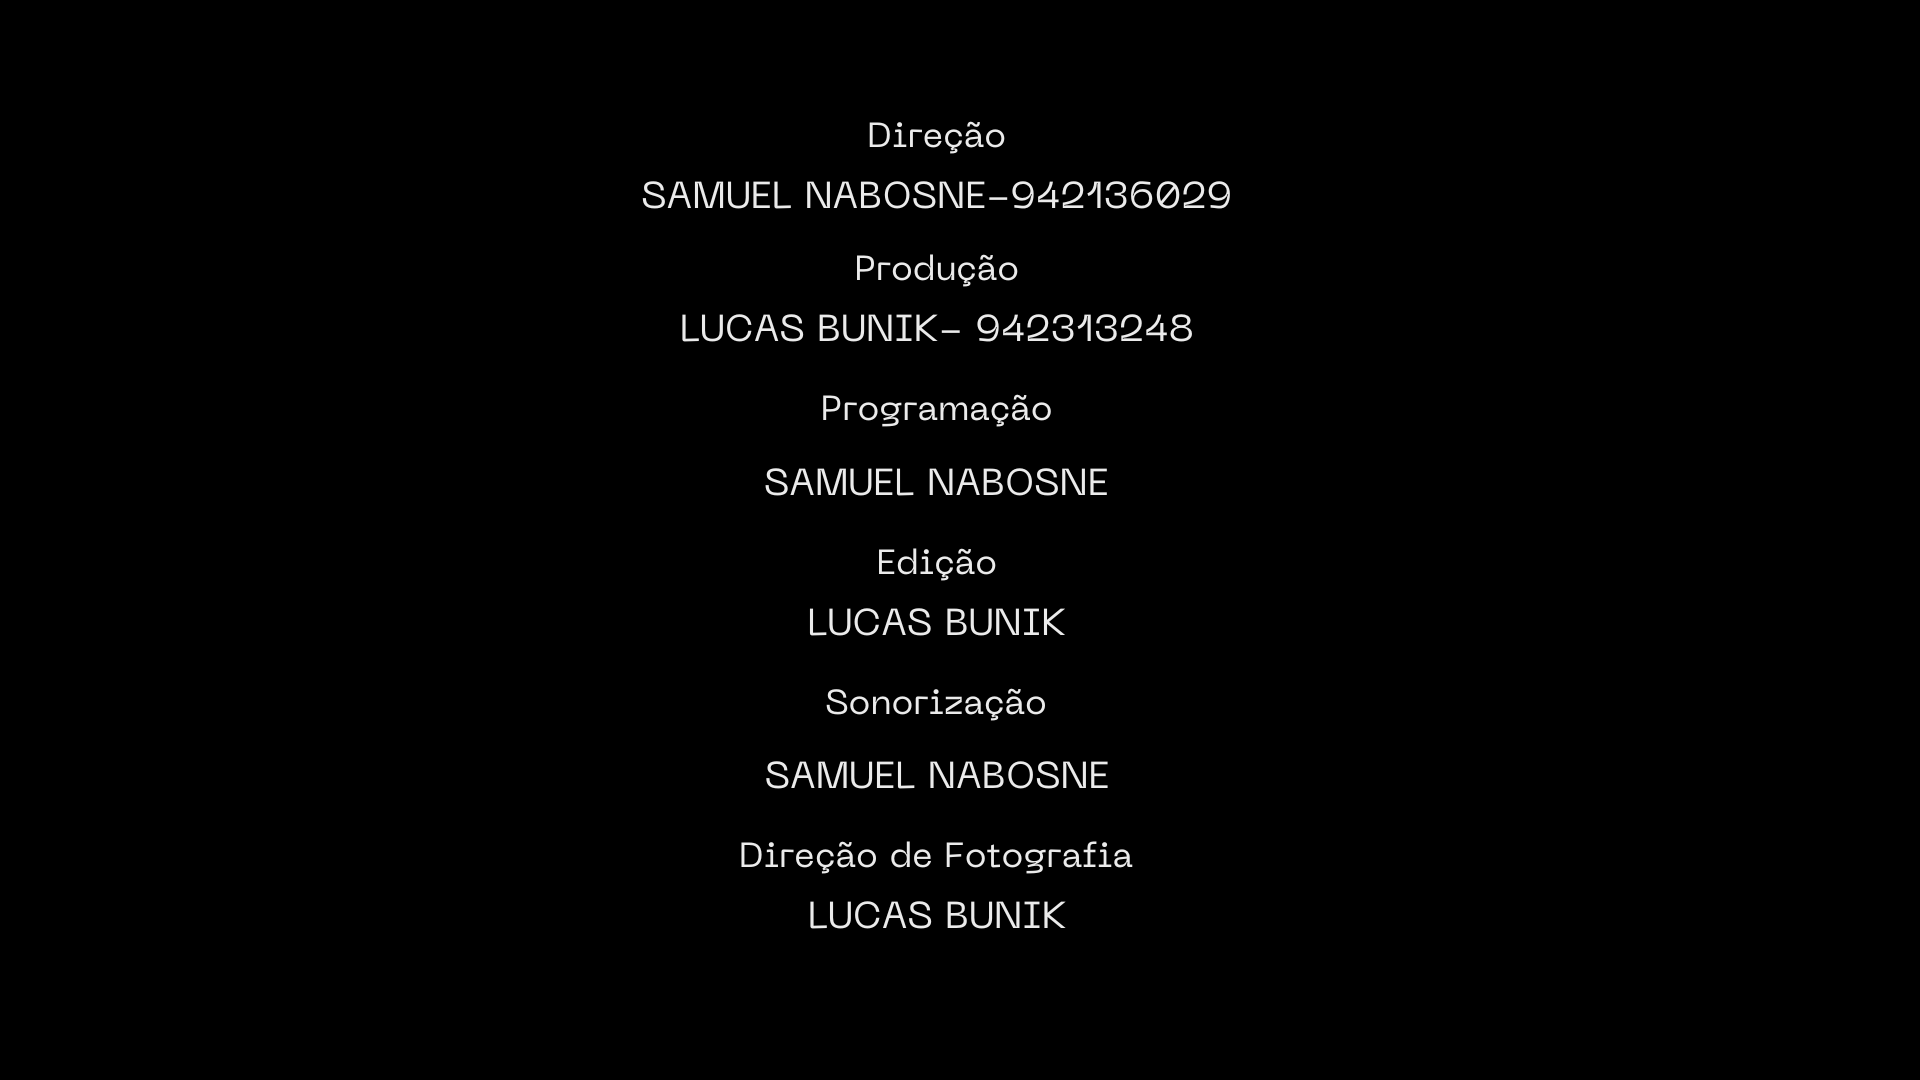 Direção
SAMUEL NABOSNE-942136029
Produção
LUCAS BUNIK- 942313248
Programação
SAMUEL NABOSNE
Edição
LUCAS BUNIK
Sonorização
SAMUEL NABOSNE
Direção de Fotografia
LUCAS BUNIK